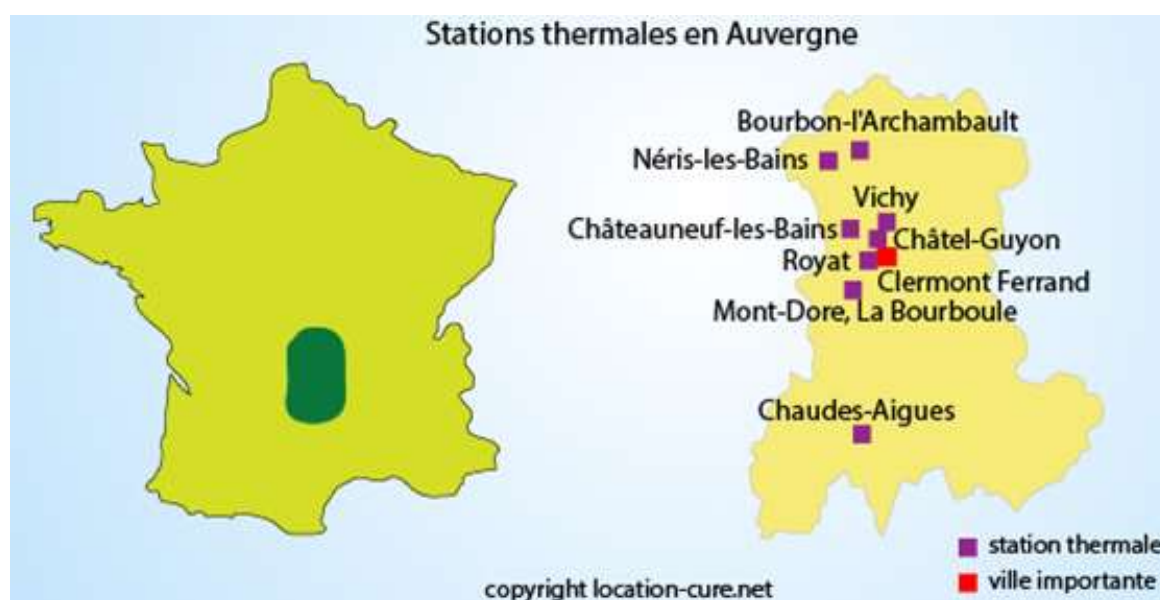 Stations thermales en Auvergne
Bourbon-l'Archambault
Néris-les-Bains
Vichy
Châteauneuf-les-Bains
Châtel-Guyon
Royat
Clermont Ferrand
Mont-Dore, La Bourboule
Chaudes-Aigues
station thermale
ville importante
copyright location-cure.net